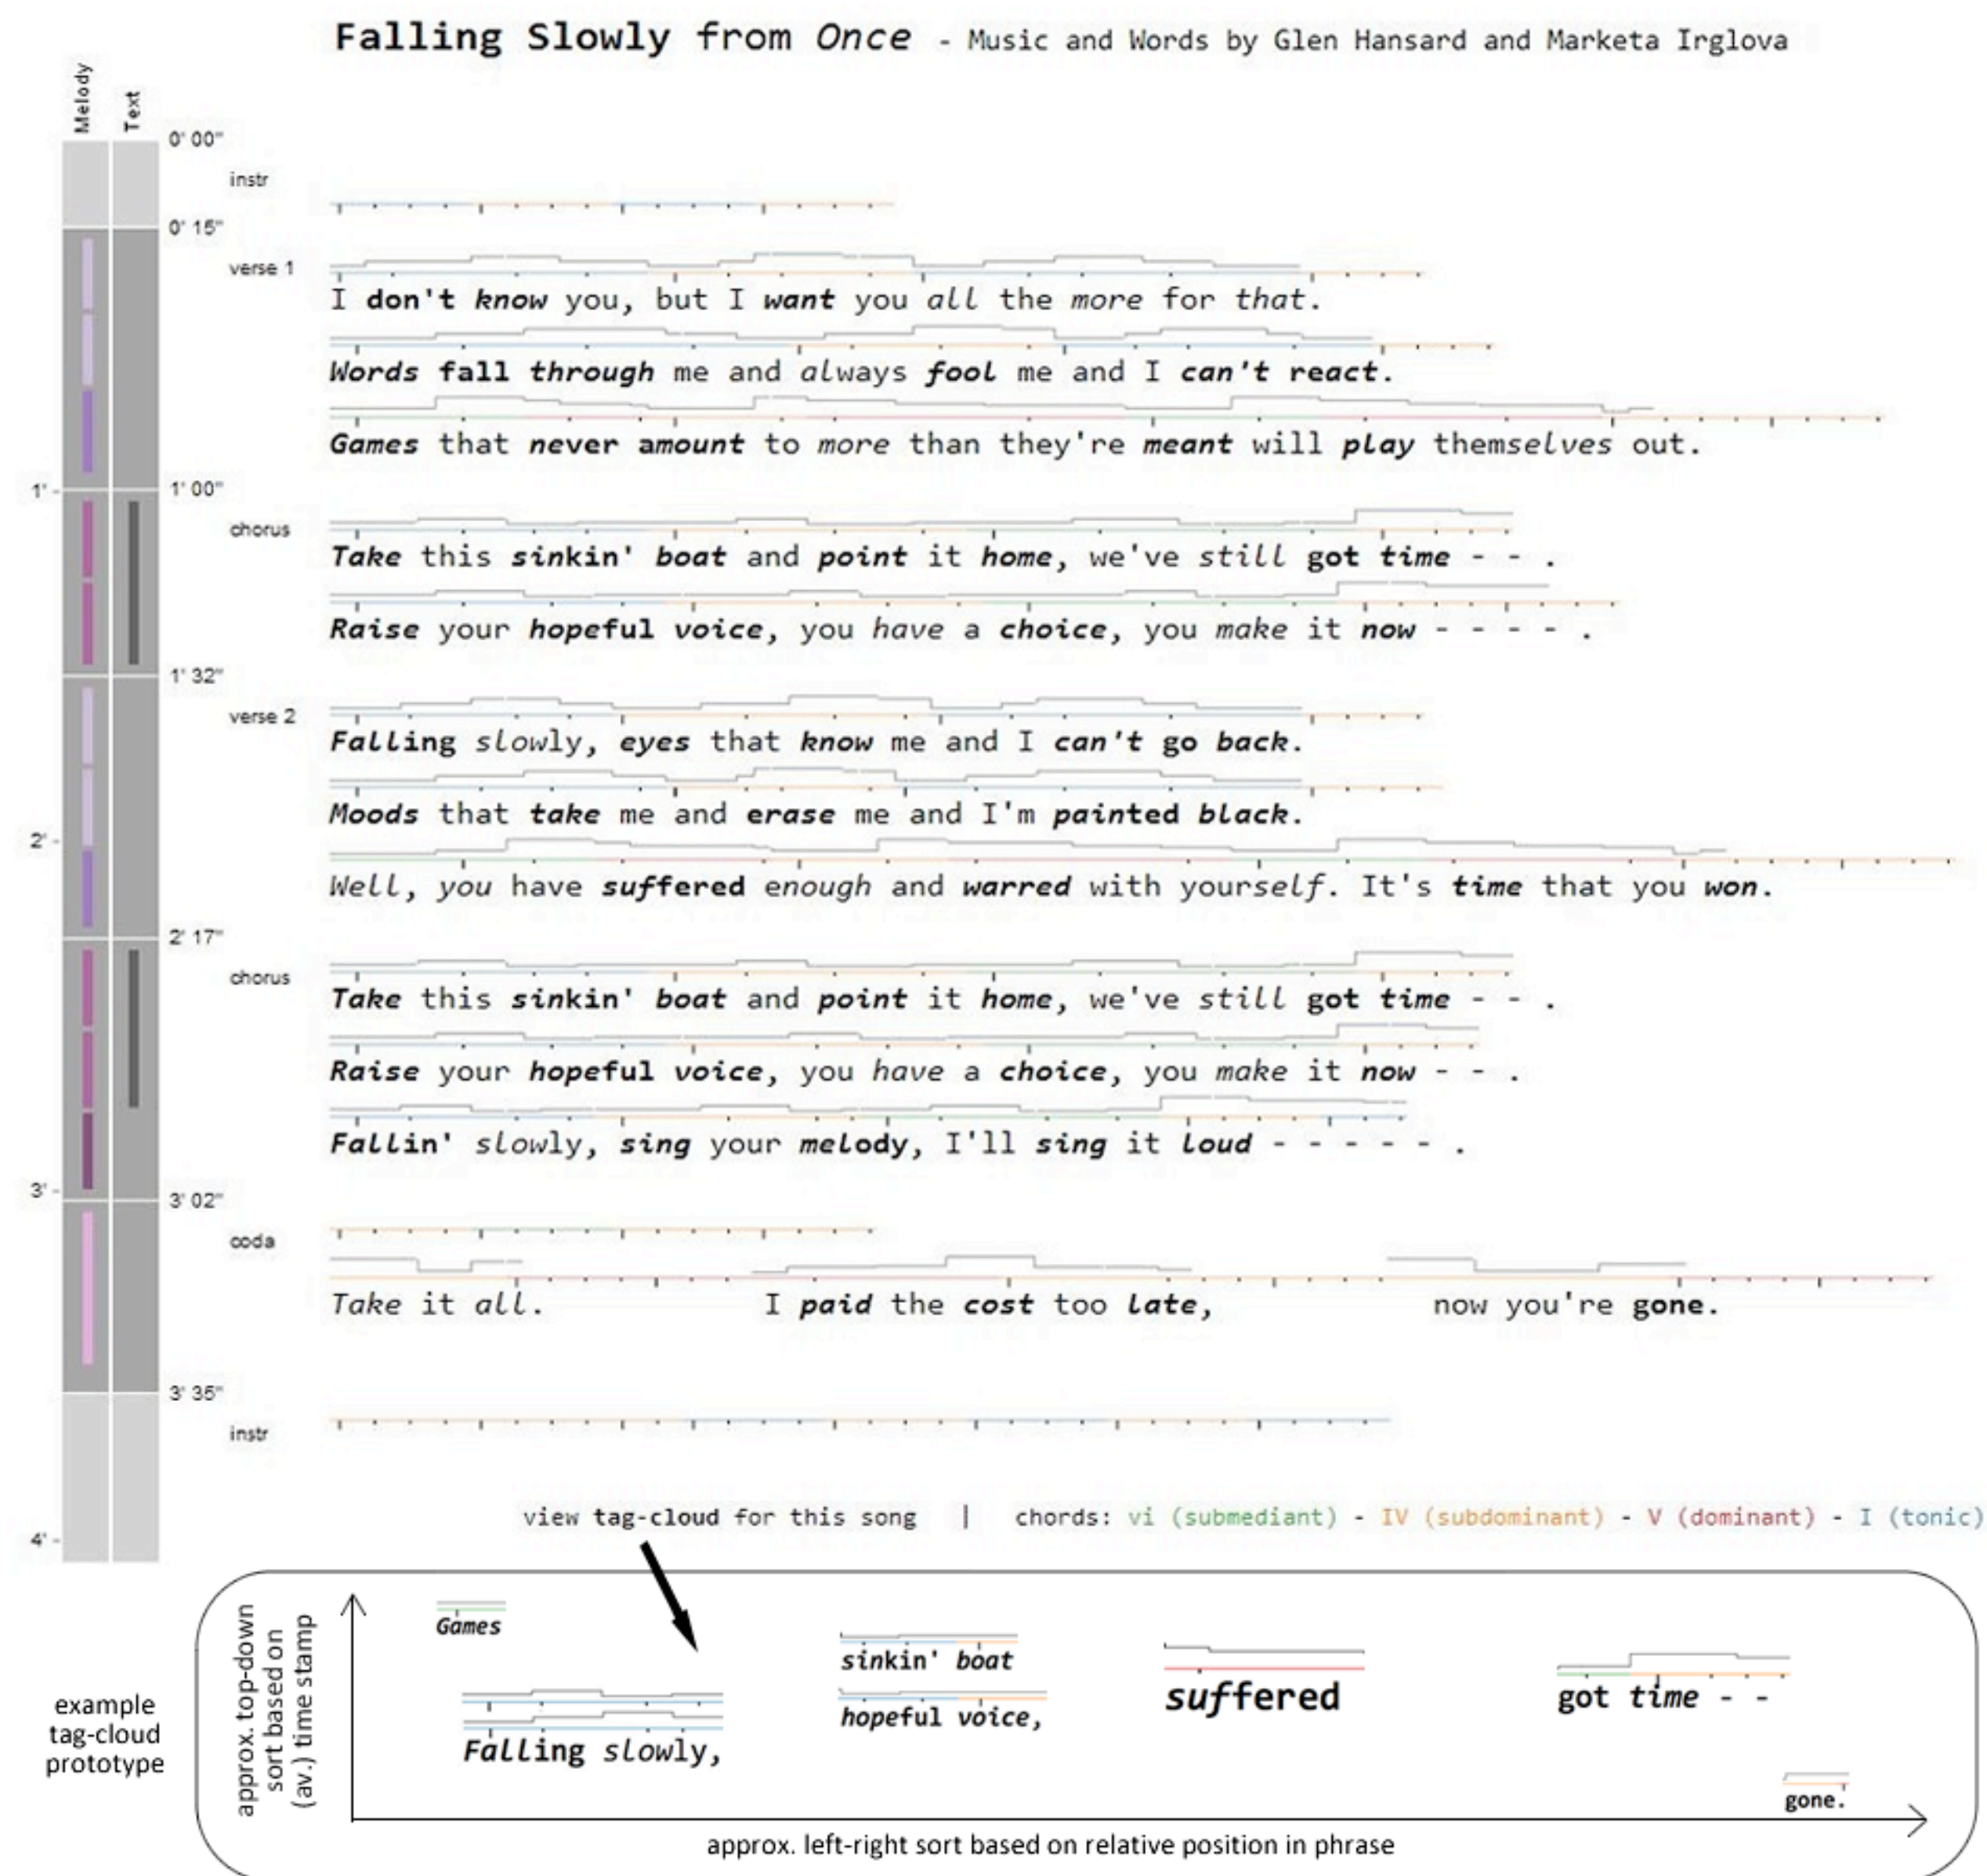 Falling Slowly from Once - Music and Words by Glen Hansard and Marketa Irglova
Melody
Text
0' 00"
instr
0' 15"
verse 1
I don't know you, but I want you all the more for that.
Words fall through me and always fool me and I can't react.
Games that never amount to more than they're meant will play themselves out.
1' -
1' 00"
chorus
Take this sinkin' boat and point it home, we've still got time - - .
Raise your hopeful voice, you have a choice, you make it now - - - - .
1' 32"
verse 2
Falling slowly, eyes that know me and I can't go back.
Moods that take me and erase me and I'm painted black.
2' -
Well, you have suffered enough and warred with yourself. It's time that you won.
2' 17"
chorus
Take this sinkin' boat and point it home, we've still got time - - .
Raise your hopeful voice, you have a choice, you make it now - - .
Fallin' slowly, sing your melody, I'll sing it loud - - - - - .
3' -
3' 02"
coda
Take it all. I paid the cost too late, now you're gone.
3' 35"
instr
view tag-cloud for this song | chords: vi (submediant) - IV (subdominant) - V (dominant) - I (tonic)
4' -
example
tag-cloud
prototype
approx. top-down
sort based on
(av.) time stamp
Games
sinkin' boat
hopeful voice,
suffered
got time - -
Falling slowly,
gone.
approx. left-right sort based on relative position in phrase